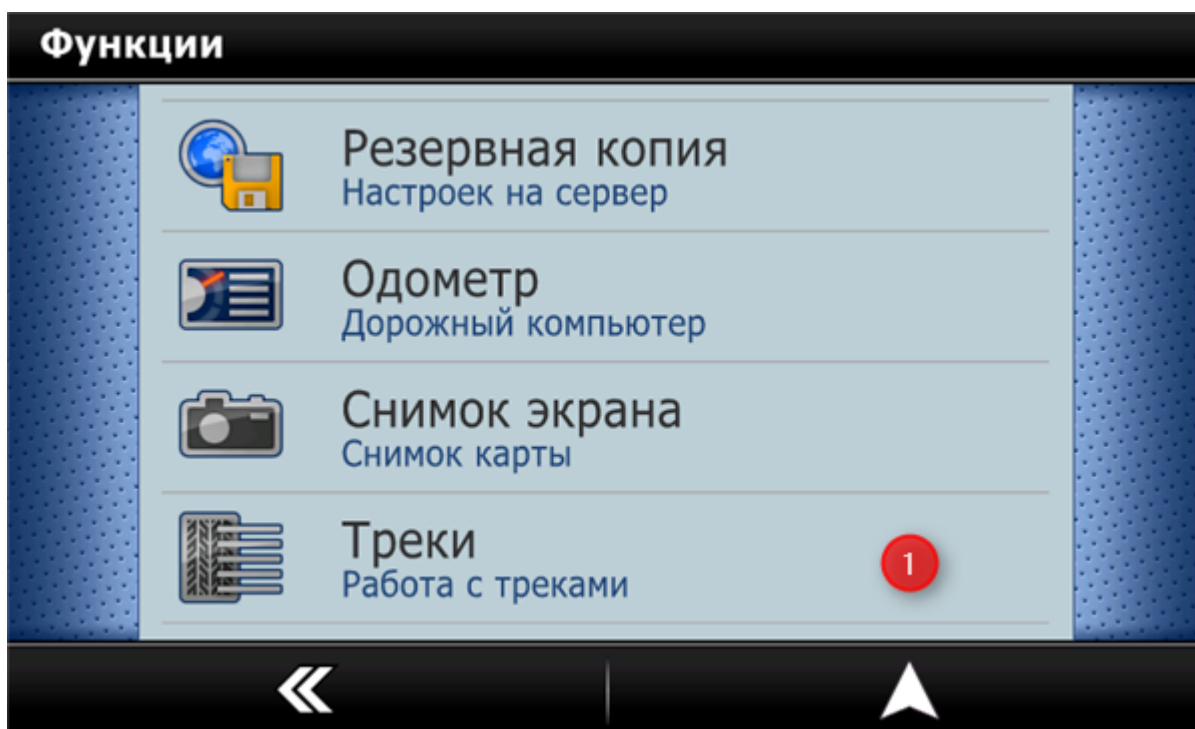 Функции
Резервная копия
Настроек на сервер
Одометр
Дорожный компьютер
Снимок экрана
Снимок карты
Треки
Работа с треками
1